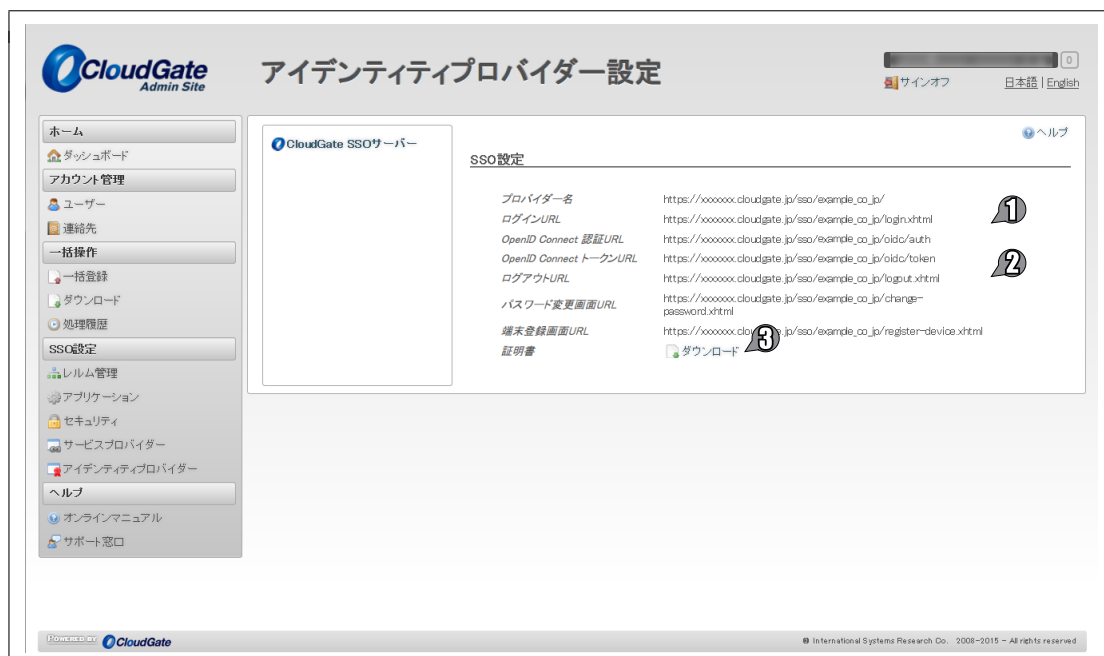 CloudGate
Admin Site
アイデンティティプロバイダー設定
0
サインオフ
日本語 | English
ホーム
ダッシュボード
アカウント管理
ユーザー
連絡先
一括操作
一括登録
ダウンロード
処理履歴
SSO設定
レルム管理
アプリケーション
セキュリティ
サービスプロバイダー
アイデンティティプロバイダー
ヘルプ
オンラインマニュアル
サポート窓口
CloudGate SSOサーバー
ヘルプ
SSO設定
プロバイダー名 https://xxxxxxx.cloudgate.jp/sso/example_co_jp/
1
ログインURL https://xxxxxxx.cloudgate.jp/sso/example_co_jp/login.xhtml
OpenID Connect 認証URL https://xxxxxxx.cloudgate.jp/sso/example_co_jp/oidc/auth
OpenID Connect トークンURL https://xxxxxxx.cloudgate.jp/sso/example_co_jp/oidc/token
2
ログアウトURL https://xxxxxxx.cloudgate.jp/sso/example_co_jp/logout.xhtml
パスワード変更画面URL https://xxxxxxx.cloudgate.jp/sso/example_co_jp/change-
password.xhtml
端末登録画面URL https://xxxxxxx.clou e.jp/sso/example_co_jp/register-device.xhtml
証明書 ダウンロード
3
POWERED BY CloudGate
© International Systems Research Co. 2008-2015 - All rights reserved